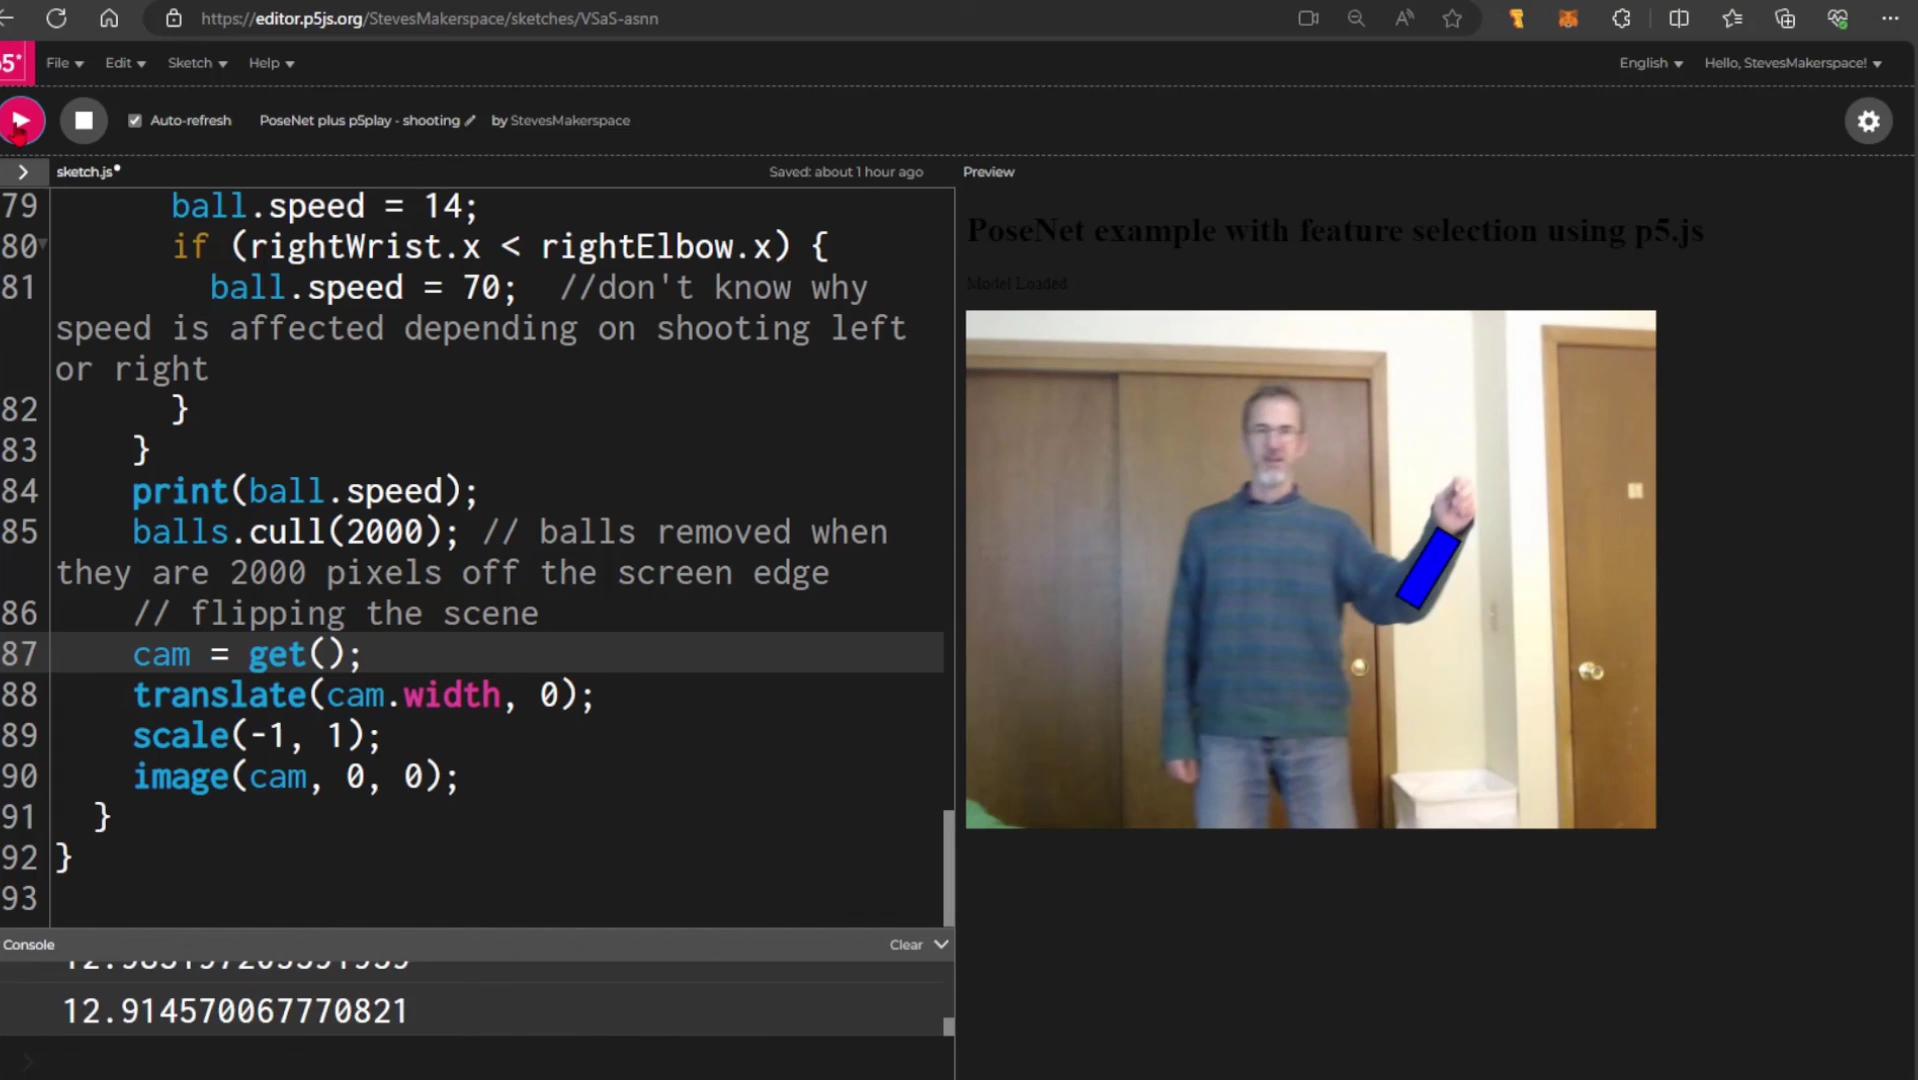 https://editor.p5js.org/StevesMakerspace/sketches/VSaS-asnn
p5* File Edit Sketch Help English Hello, StevesMakerspace!
Auto-refresh PoseNet plus p5play - shooting by StevesMakerspace
sketch.js Saved: about 1 hour ago Preview
79 ball.speed = 14;
80 if (rightWrist.x < rightElbow.x) {
81 ball.speed = 70; //don't know why
speed is affected depending on shooting left
or right
82 }
83 }
84 print(ball.speed);
85 balls.cull(2000); // balls removed when
they are 2000 pixels off the screen edge
86 // flipping the scene
87 cam = get();
88 translate(cam.width, 0);
89 scale(-1, 1);
90 image(cam, 0, 0);
91 }
92 }
93
PoseNet example with feature selection using p5.js
Model Loaded
Console Clear
12.914570067770821